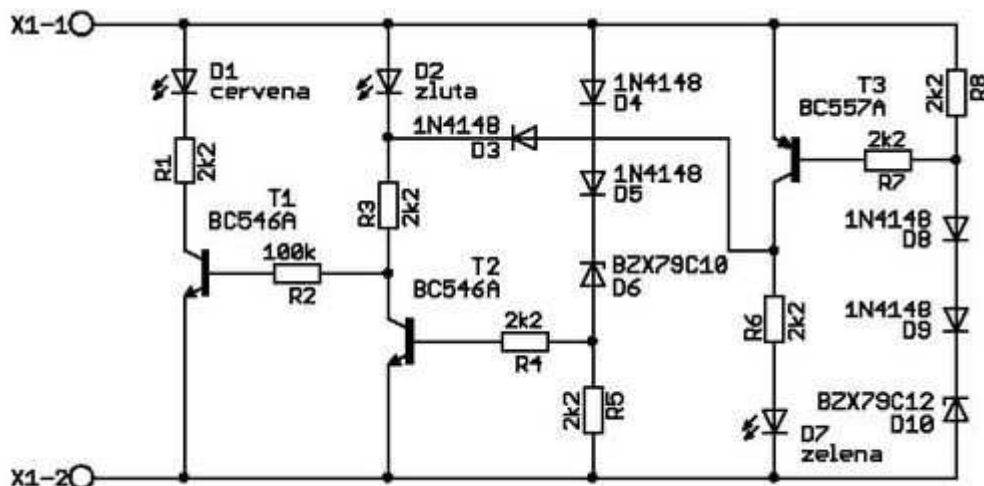 X1-1
D1
cervena
D2
zluta
1N4148
D3
1N4148
D4
T3
BC557A
2k2
R8
R1
2k2
T1
BC546A
R3
2k2
1N4148
D5
2k2
R7
1N4148
D8
100k
R2
T2
BC546A
BZX79C10
D6
R6
2k2
1N4148
D9
2k2
R4
2k2
R5
BZX79C12
D10
D7
zelena
X1-2